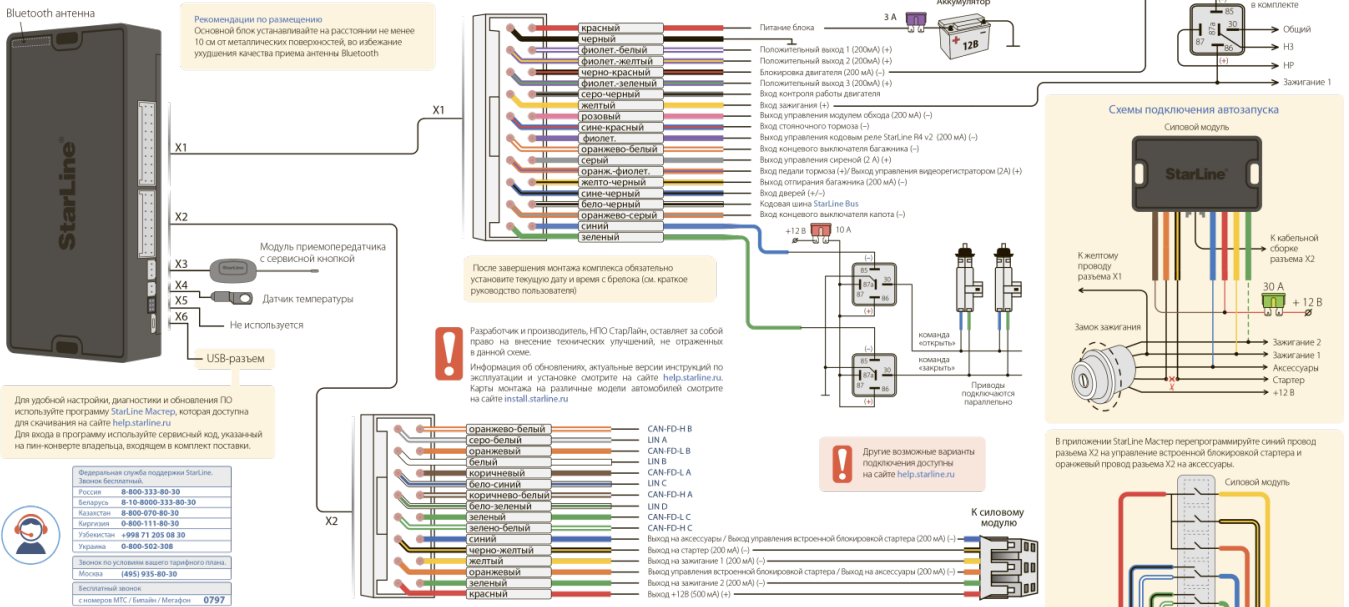 Bluetooth антенна
Рекомендации по размещению
Основной блок устанавливайте на расстоянии не менее
10 см от металлических поверхностей, во избежание
ухудшения качества приема антенны Bluetooth
StarLine
X1
X2
X3
X4
X5
X6
Модуль приемопередатчика
с сервисной кнопкой
StarLine
Датчик температуры
Не используется
USB-разъем
Для удобной настройки, диагностики и обновления ПО
используйте программу StarLine Мастер, которая доступна
для скачивания на сайте help.starline.ru
Для входа в программу используйте сервисный код, указанный
на пин-конверте владельца, входящем в комплект поставки.
Федеральная служба поддержки StarLine.
Звонок бесплатный.
Россия 8-800-333-80-30
Беларусь 8-10-8000-333-80-30
Казахстан 8-800-070-80-30
Киргизия 0-800-111-80-30
Узбекистан +998 71 205 08 30
Украина 0-800-502-308
Звонок по условиям вашего тарифного плана.
Москва (495) 935-80-30
Бесплатный звонок
с номеров МТС / Билайн / Мегафон 0797
X1
красный Питание блока
черный
фиолет.-белый Положительный выход 1 (200мА) (+)
фиолет.-желтый Положительный выход 2 (200мА) (+)
черно-красный Блокировка двигателя (200 мА) (–)
фиолет.-зеленый Положительный выход 3 (200мА) (+)
серо-черный Вход контроля работы двигателя
желтый Вход зажигания (+)
розовый Выход управления модулем обхода (200 мА) (–)
сине-красный Вход стояночного тормоза (–)
фиолет. Выход управления кодовым реле StarLine R4 v2 (200 мА) (–)
оранжево-белый Вход концевого выключателя багажника (–)
серый Выход управления сиреной (2 А) (+)
оранж.-фиолет. Вход педали тормоза (+)/ Выход управления видеорегистратором (2А) (+)
желто-черный Выход отпирания багажника (200 мА) (–)
сине-черный Вход дверей (+/–)
бело-черный Кодовая шина StarLine Bus
оранжево-серый Вход концевого выключателя капота (–)
синий
зеленый
3 А
Аккумулятор
12В
+12 В
10 А
(–)
85
87a
30
87
86
(+)
(–)
85
87a
30
87
86
(+)
команда
«открыть»
команда
«закрыть»
Приводы
подключаются
параллельно
После завершения монтажа комплекса обязательно
установите текущую дату и время с брелока (см. краткое
руководство пользователя)
Разработчик и производитель, НПО СтарЛайн, оставляет за собой
право на внесение технических улучшений, не отраженных
в данной схеме.
Информация об обновлениях, актуальные версии инструкций по
эксплуатации и установке смотрите на сайте help.starline.ru.
Карты монтажа на различные модели автомобилей смотрите
на сайте install.starline.ru
X2
оранжево-белый CAN-FD-H B
серо-белый LIN A
оранжевый CAN-FD-L B
белый LIN B
коричневый CAN-FD-L A
бело-синий LIN C
коричнево-белый CAN-FD-H A
бело-зеленый LIN D
зеленый CAN-FD-L C
зелено-белый CAN-FD-H C
синий Выход на аксессуары / Выход управления встроенной блокировкой стартера (200 мА) (–)
черно-желтый Выход на стартер (200 мА) (–)
желтый Выход на зажигание 1 (200 мА) (–)
оранжевый Выход управления встроенной блокировкой стартера / Выход на аксессуары (200 мА) (–)
зеленый Выход на зажигание 2 (200 мА) (–)
красный Выход +12В (500 мА) (+)
К силовому
модулю
Другие возможные варианты
подключения доступны
на сайте help.starline.ru
в комплекте
85
87a
30
87
86
(+)
Общий
НЗ
НР
Зажигание 1
Схемы подключения автозапуска
Силовой модуль
StarLine
К кабельной
сборке
разъема X2
К желтому
проводу
разъема X1
30 А
+ 12 В
Замок зажигания
Зажигание 2
Зажигание 1
Аксессуары
Стартер
+12 В
В приложении StarLine Мастер перепрограммируйте синий провод
разъема X2 на управление встроенной блокировкой стартера и
оранжевый провод разъема X2 на аксессуары.
Силовой модуль